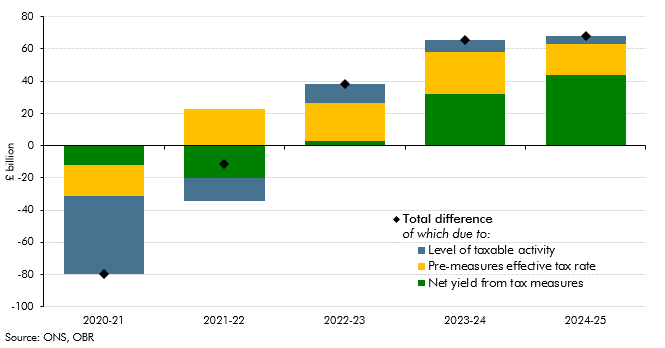 80
60
40
20
0
-20
-40
-60
-80
-100
£ billion
2020-21 2021-22 2022-23 2023-24 2024-25
Total difference
of which due to:
Level of taxable activity
Pre-measures effective tax rate
Net yield from tax measures
Source: ONS, OBR